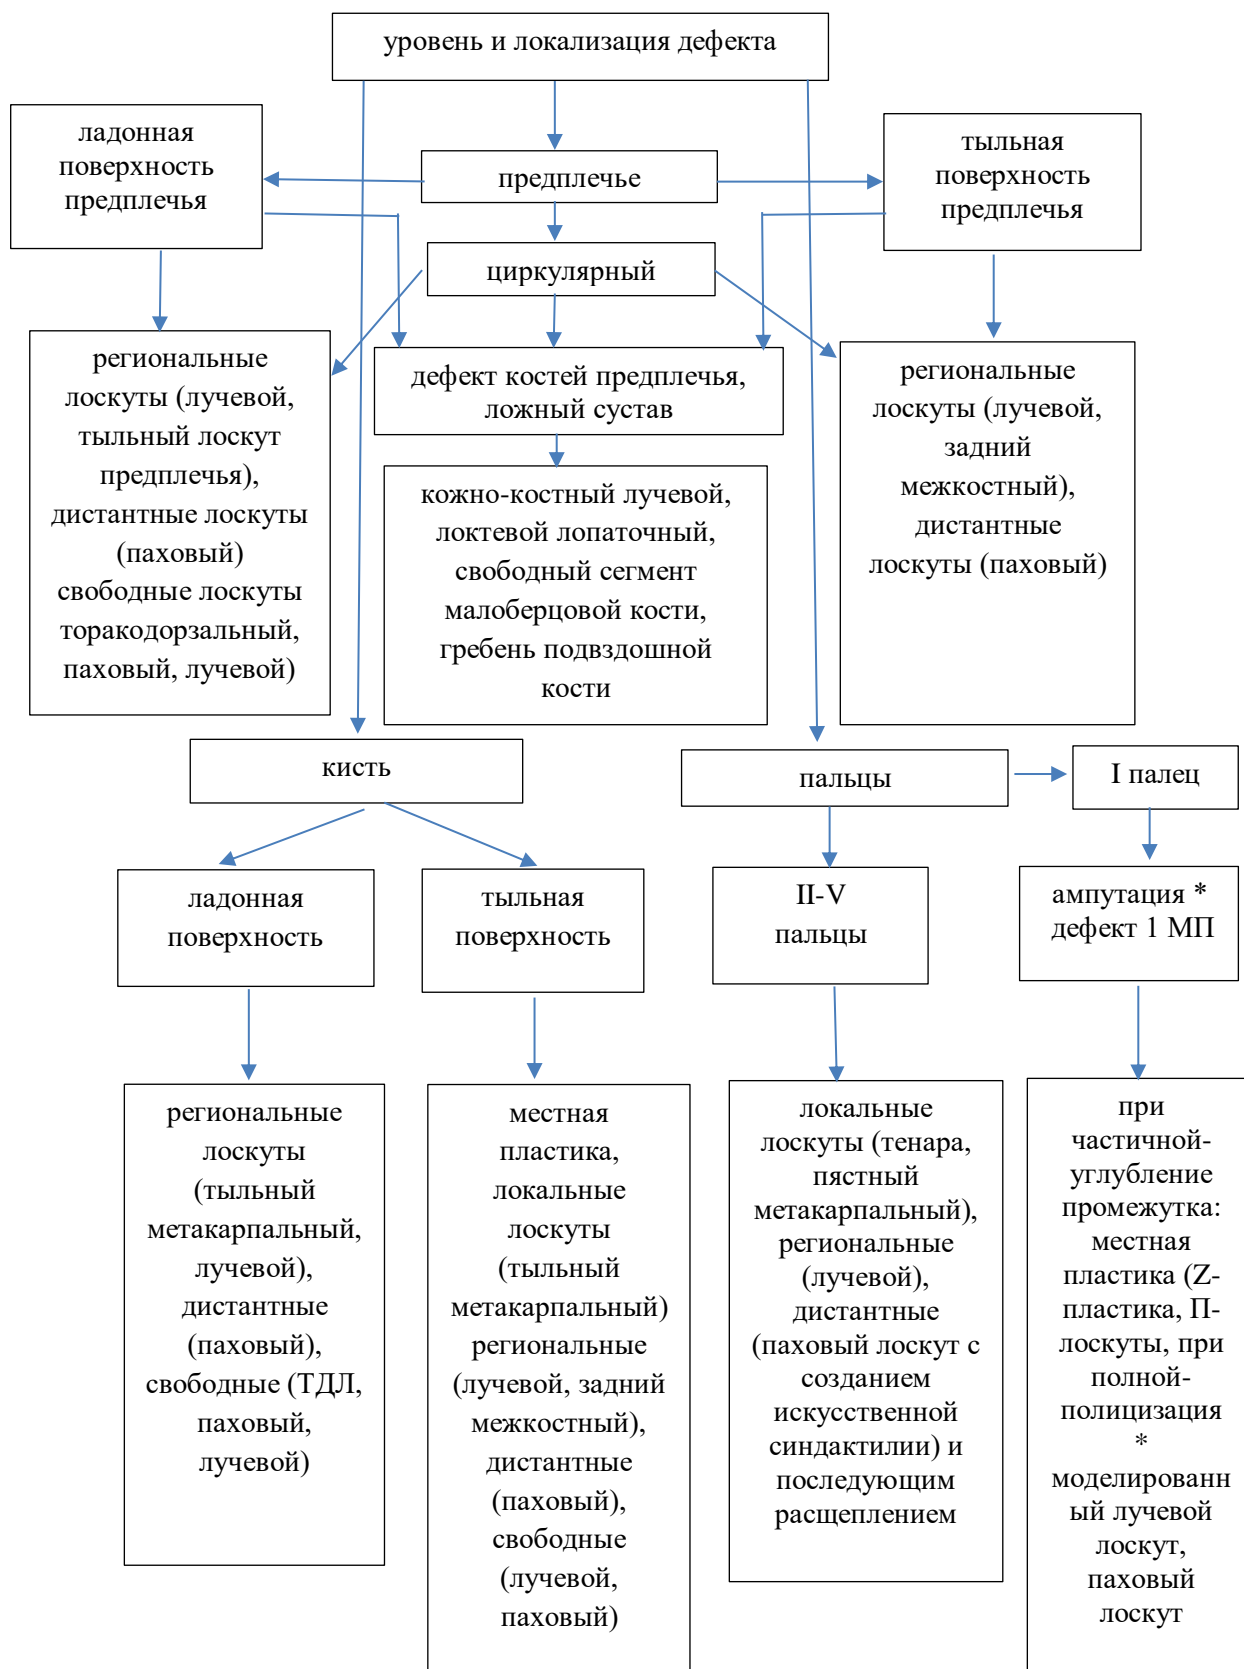 уровень и локализация дефекта
ладонная
поверхность
предплечья
предплечье
тыльная
поверхность
предплечья
циркулярный
региональные
лоскуты (лучевой,
тыльный лоскут
предплечья),
дистантные лоскуты
(паховый)
свободные лоскуты
торакодорзальный,
паховый, лучевой)
дефект костей предплечья,
ложный сустав
региональные
лоскуты (лучевой,
задний
межкостный),
дистантные
лоскуты (паховый)
кожно-костный лучевой,
локтевой лопаточный,
свободный сегмент
малоберцовой кости,
гребень подвздошной
кости
кисть
пальцы
I палец
ладонная
поверхность
тыльная
поверхность
II-V
пальцы
ампутация *
дефект 1 МП
региональные
лоскуты
(тыльный
метакарпальный,
лучевой),
дистантные
(паховый),
свободные (ТДЛ,
паховый,
лучевой)
местная
пластика,
локальные
лоскуты
(тыльный
метакарпальный)
региональные
(лучевой, задний
межкостный),
дистантные
(паховый),
свободные
(лучевой,
паховый)
локальные
лоскуты (тенара,
пястный
метакарпальный),
региональные
(лучевой),
дистантные
(паховый лоскут с
созданием
искусственной
синдактилии) и
последующим
расщеплением
при
частичной-
углубление
промежутка:
местная
пластика (Z-
пластика, П-
лоскуты, при
полной-
полицизация
*
моделированн
ый лучевой
лоскут,
паховый
лоскут